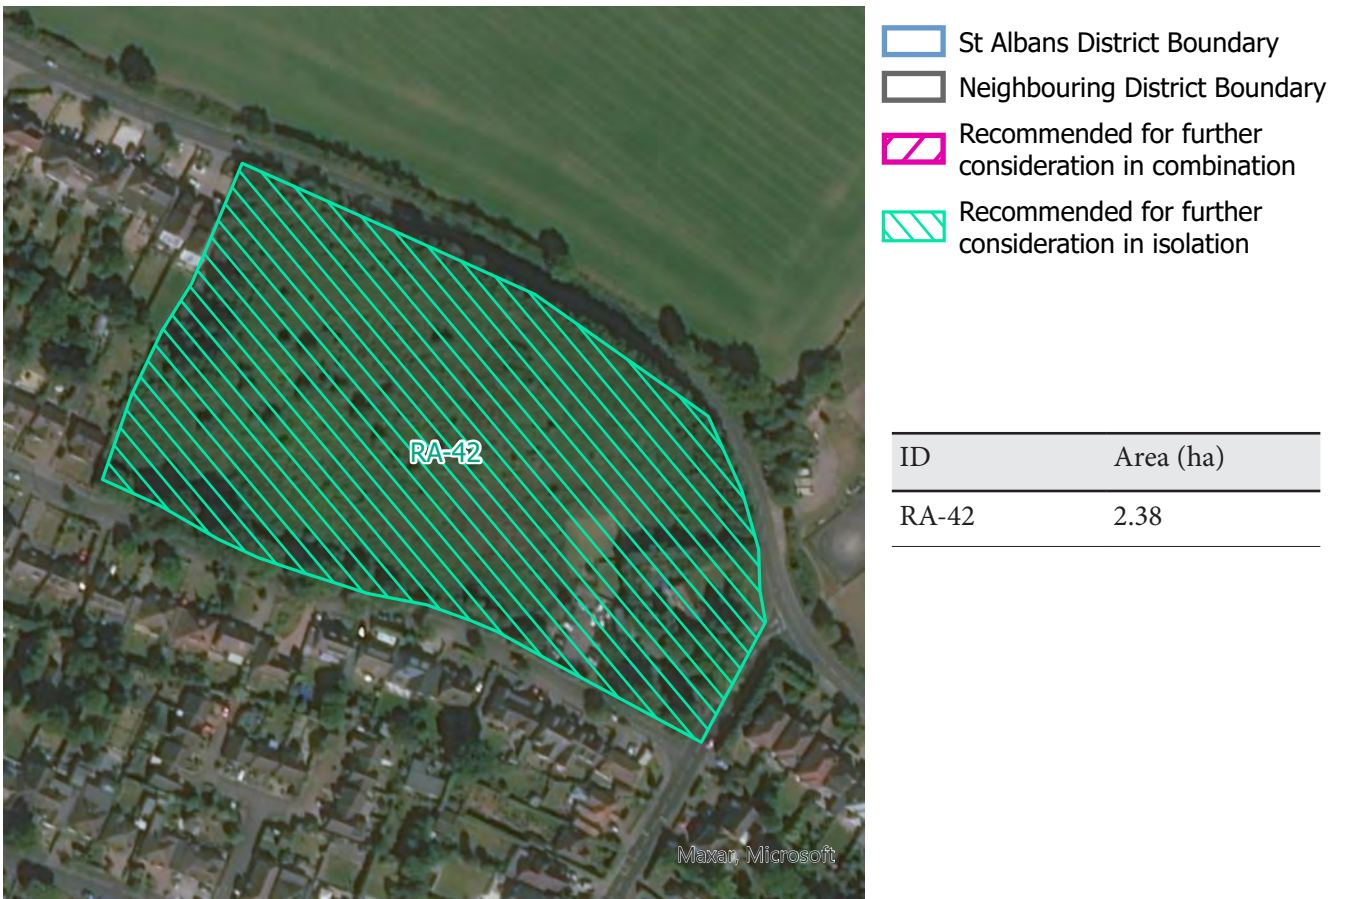 St Albans District Boundary
Neighbouring District Boundary
Recommended for further
consideration in combination
Recommended for further
consideration in isolation
RA-42
ID Area (ha)
RA-42 2.38
Maxar, Microsoft